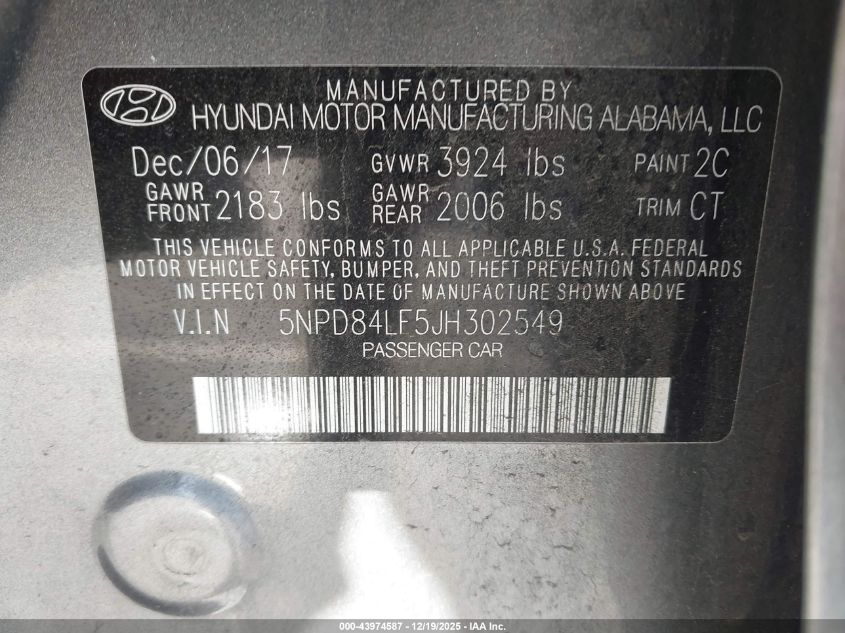 MANUFACTURED BY
HYUNDAI MOTOR MANUFACTURING ALABAMA, LLC
Dec/06/17 GVWR 3924 lbs PAINT 2C
GAWR FRONT 2183 lbs GAWR REAR 2006 lbs TRIM CT
THIS VEHICLE CONFORMS TO ALL APPLICABLE U.S.A. FEDERAL
MOTOR VEHICLE SAFETY, BUMPER, AND THEFT PREVENTION STANDARDS
IN EFFECT ON THE DATE OF MANUFACTURE SHOWN ABOVE
V.I.N 5NPD84LF5JH302549
PASSENGER CAR
000-43974587 - 12/19/2025 - IAA Inc.